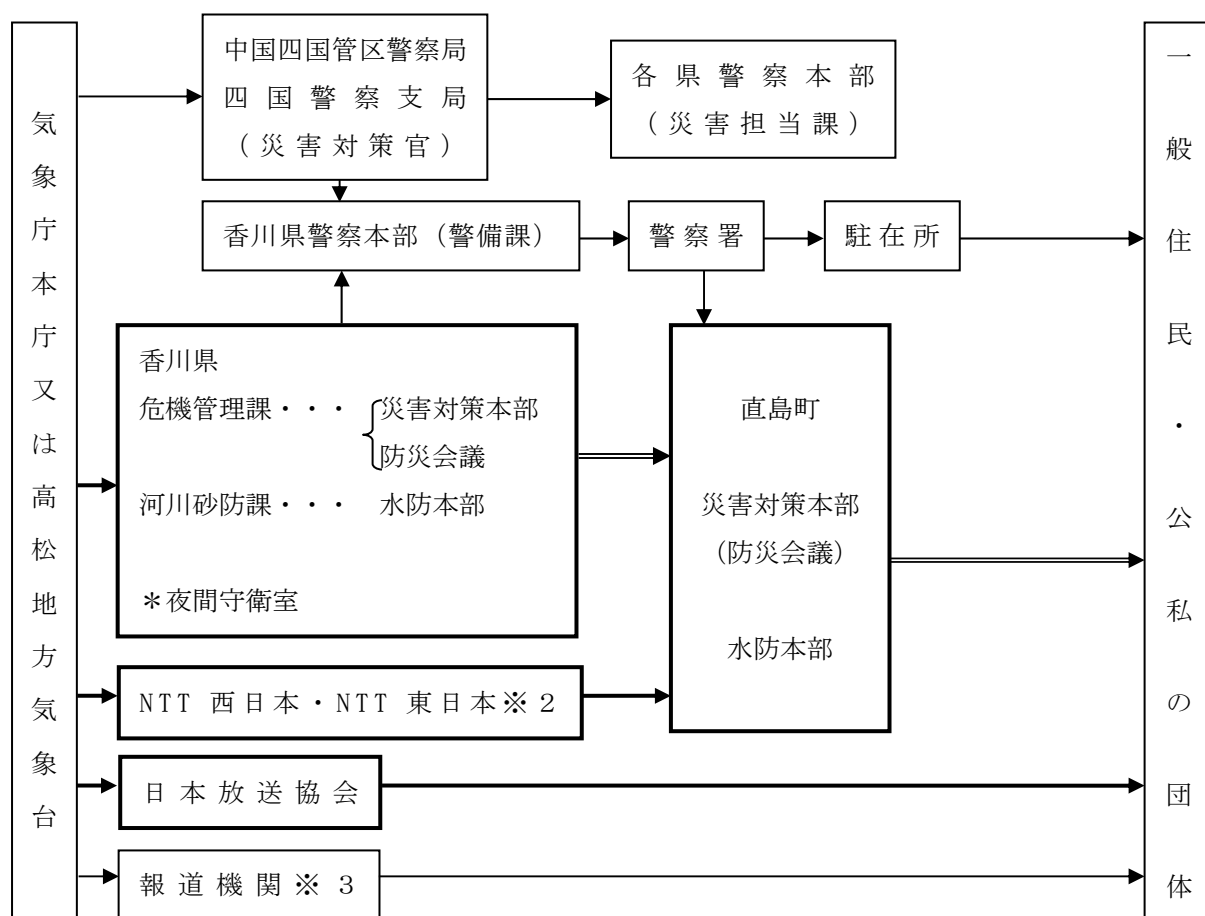 気象庁本庁又は高松地方気象台
中国四国管区警察局
四国警察支局
(災害対策官)
各県警察本部
(災害担当課)
香川県警察本部（警備課）
警察署
駐在所
香川県
危機管理課・・・ 災害対策本部
防災会議
河川砂防課・・・ 水防本部
＊夜間守衛室
直島町
災害対策本部
(防災会議)
水防本部
NTT 西日本・NTT 東日本※2
日本放送協会
報道機関※3
一般住民・公私の団体